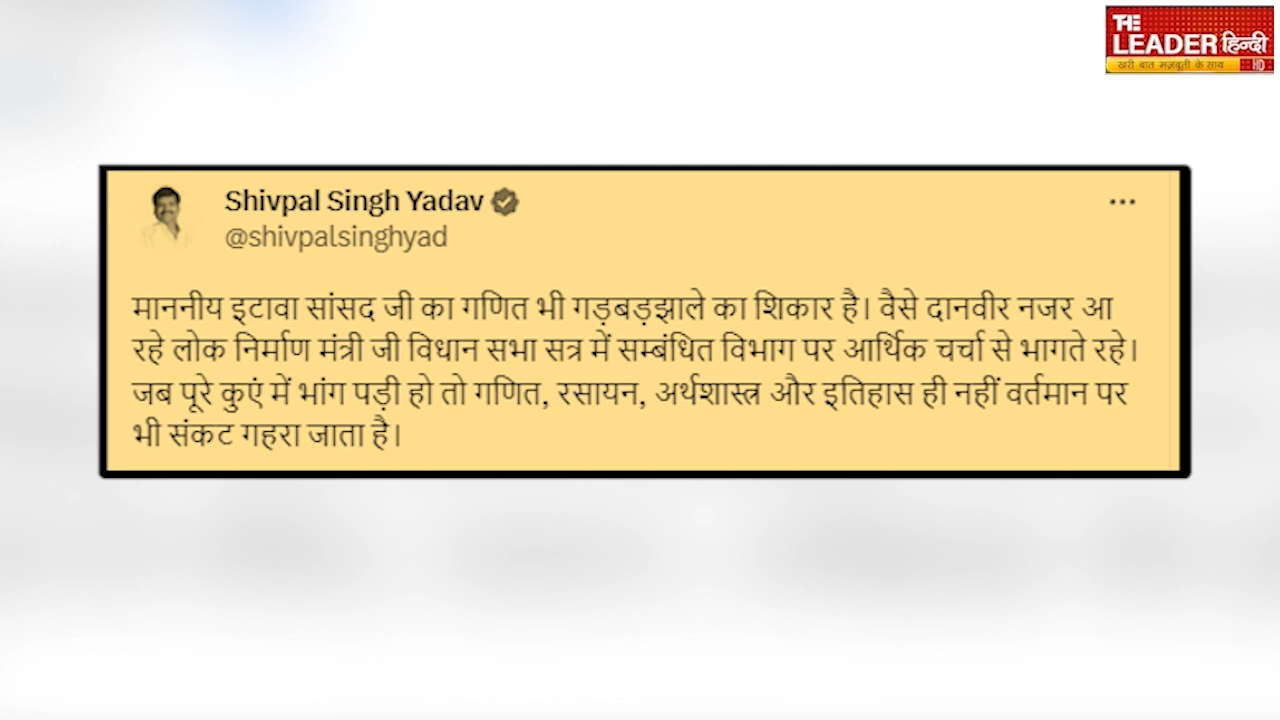 THE
LEADER हिन्दी
खरी बात मज़बूती के साथ HD
Shivpal Singh Yadav
@shivpalsinghyad
माननीय इटावा सांसद जी का गणित भी गड़बड़झाले का शिकार है। वैसे दानवीर नजर आ
रहे लोक निर्माण मंत्री जी विधान सभा सत्र में सम्बंधित विभाग पर आर्थिक चर्चा से भागते रहे।
जब पूरे कुएं में भांग पड़ी हो तो गणित, रसायन, अर्थशास्त्र और इतिहास ही नहीं वर्तमान पर
भी संकट गहरा जाता है।